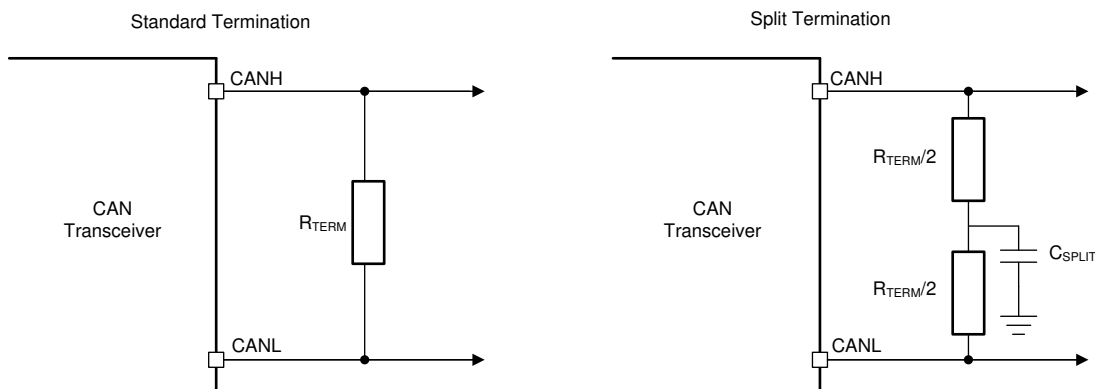 Standard Termination
CANH
CAN
Transceiver
RTERM
CANL
Split Termination
CANH
RTERM/2
CAN
Transceiver
CSPLIT
RTERM/2
CANL